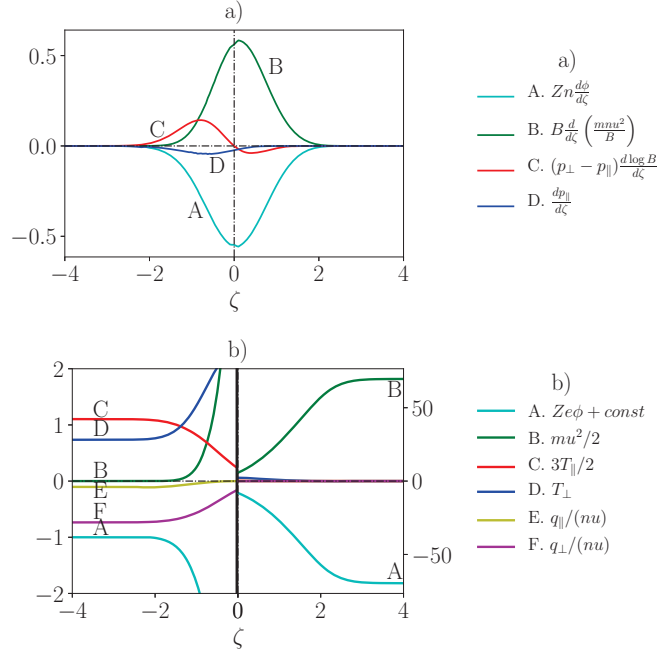 a)
0.5
0.0
−0.5
B
C
D
A
−4
−2
0
2
4
ζ
a)
A. Zn dϕ/dζ
B. B d/dζ (mnu²/B)
C. (p⊥ − p∥) d log B/dζ
D. dp∥/dζ
b)
2
1
0
−1
−2
50
0
−50
C
D
B
E
F
A
B
A
−4
−2
0
0
2
4
ζ
b)
A. Zeϕ + const
B. mu²/2
C. 3T∥/2
D. T⊥
E. q∥/(nu)
F. q⊥/(nu)